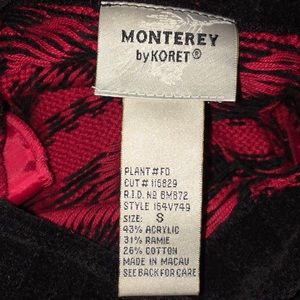 MONTEREY
by KORET®
PLANT# FD
CUT# 116829
R.I.D. NO BM872
STYLE 164V749
SIZE: S
43% ACRYLIC
31% RAMIE
26% COTTON
MADE IN MACAU
SEE BACK FOR CARE